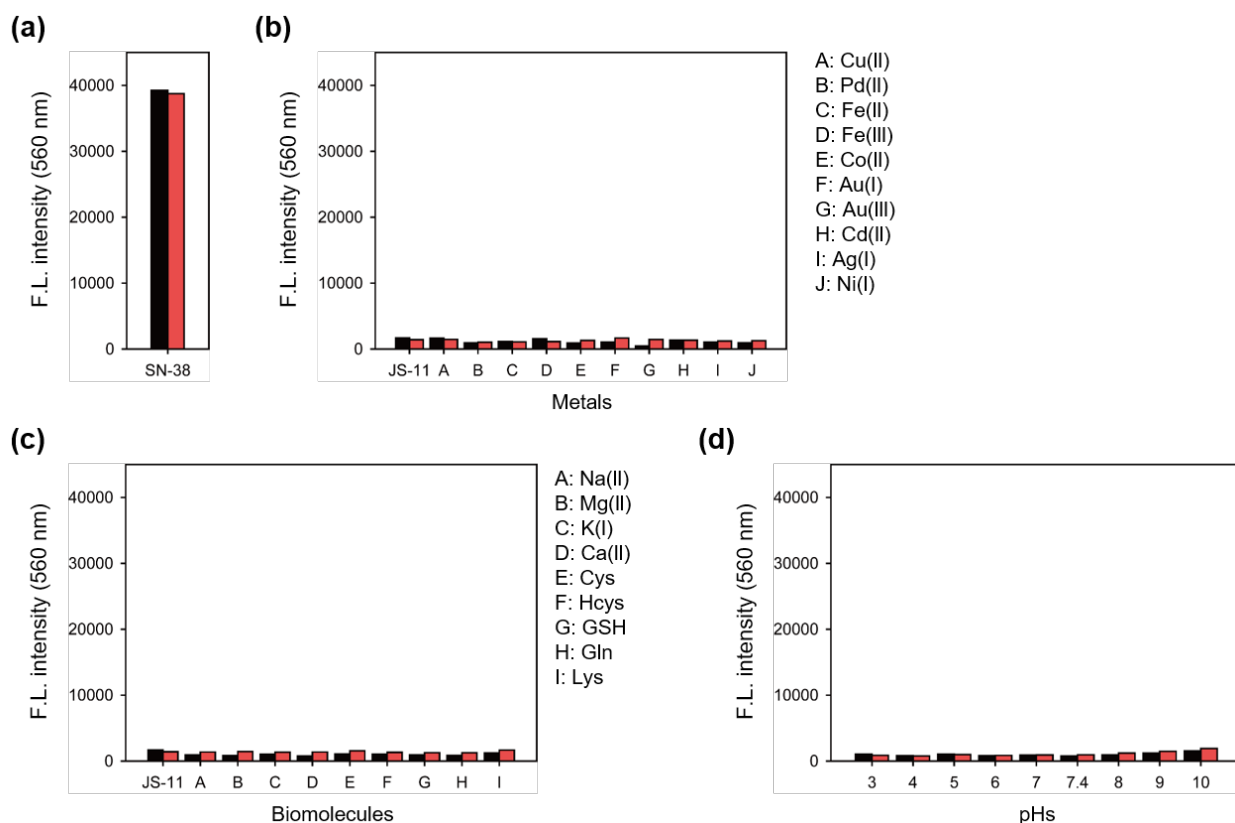 (a)
F.L. intensity (560 nm)
40000
30000
20000
10000
0
SN-38
(b)
F.L. intensity (560 nm)
40000
30000
20000
10000
0
JS-11 A B C D E F G H I J
Metals
A: Cu(II)
B: Pd(II)
C: Fe(II)
D: Fe(III)
E: Co(II)
F: Au(I)
G: Au(III)
H: Cd(II)
I: Ag(I)
J: Ni(I)
(c)
F.L. intensity (560 nm)
40000
30000
20000
10000
0
JS-11 A B C D E F G H I
Biomolecules
A: Na(II)
B: Mg(II)
C: K(I)
D: Ca(II)
E: Cys
F: Hcys
G: GSH
H: Gln
I: Lys
(d)
F.L. intensity (560 nm)
40000
30000
20000
10000
0
3 4 5 6 7 7.4 8 9 10
pHs